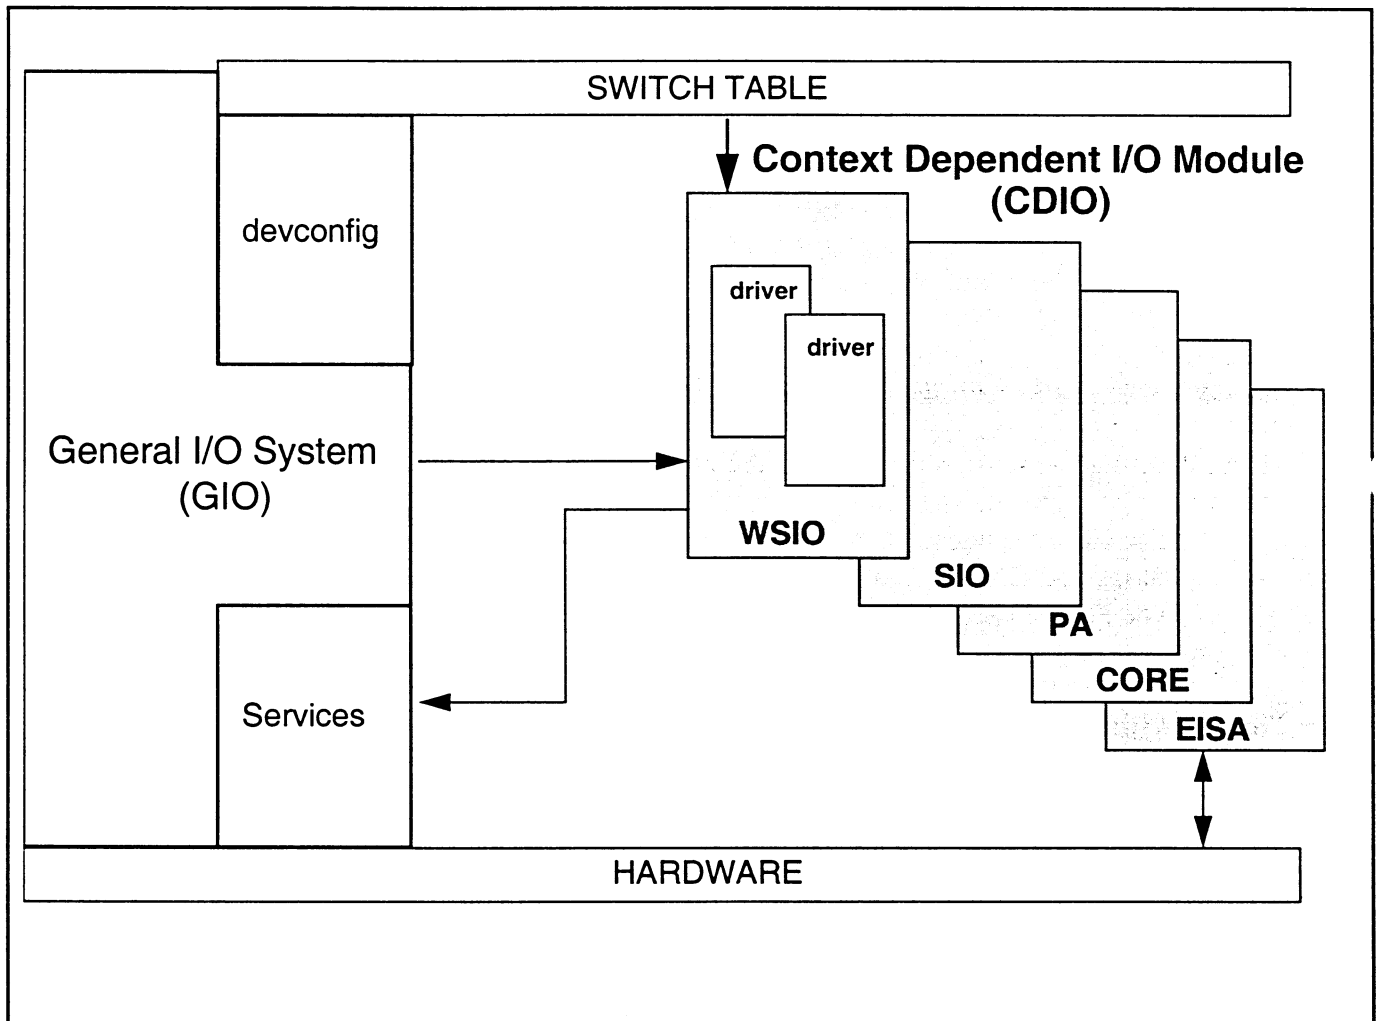 SWITCH TABLE
Context Dependent I/O Module
(CDIO)
devconfig
driver
driver
General I/O System
(GIO)
WSIO
SIO
PA
CORE
EISA
Services
HARDWARE